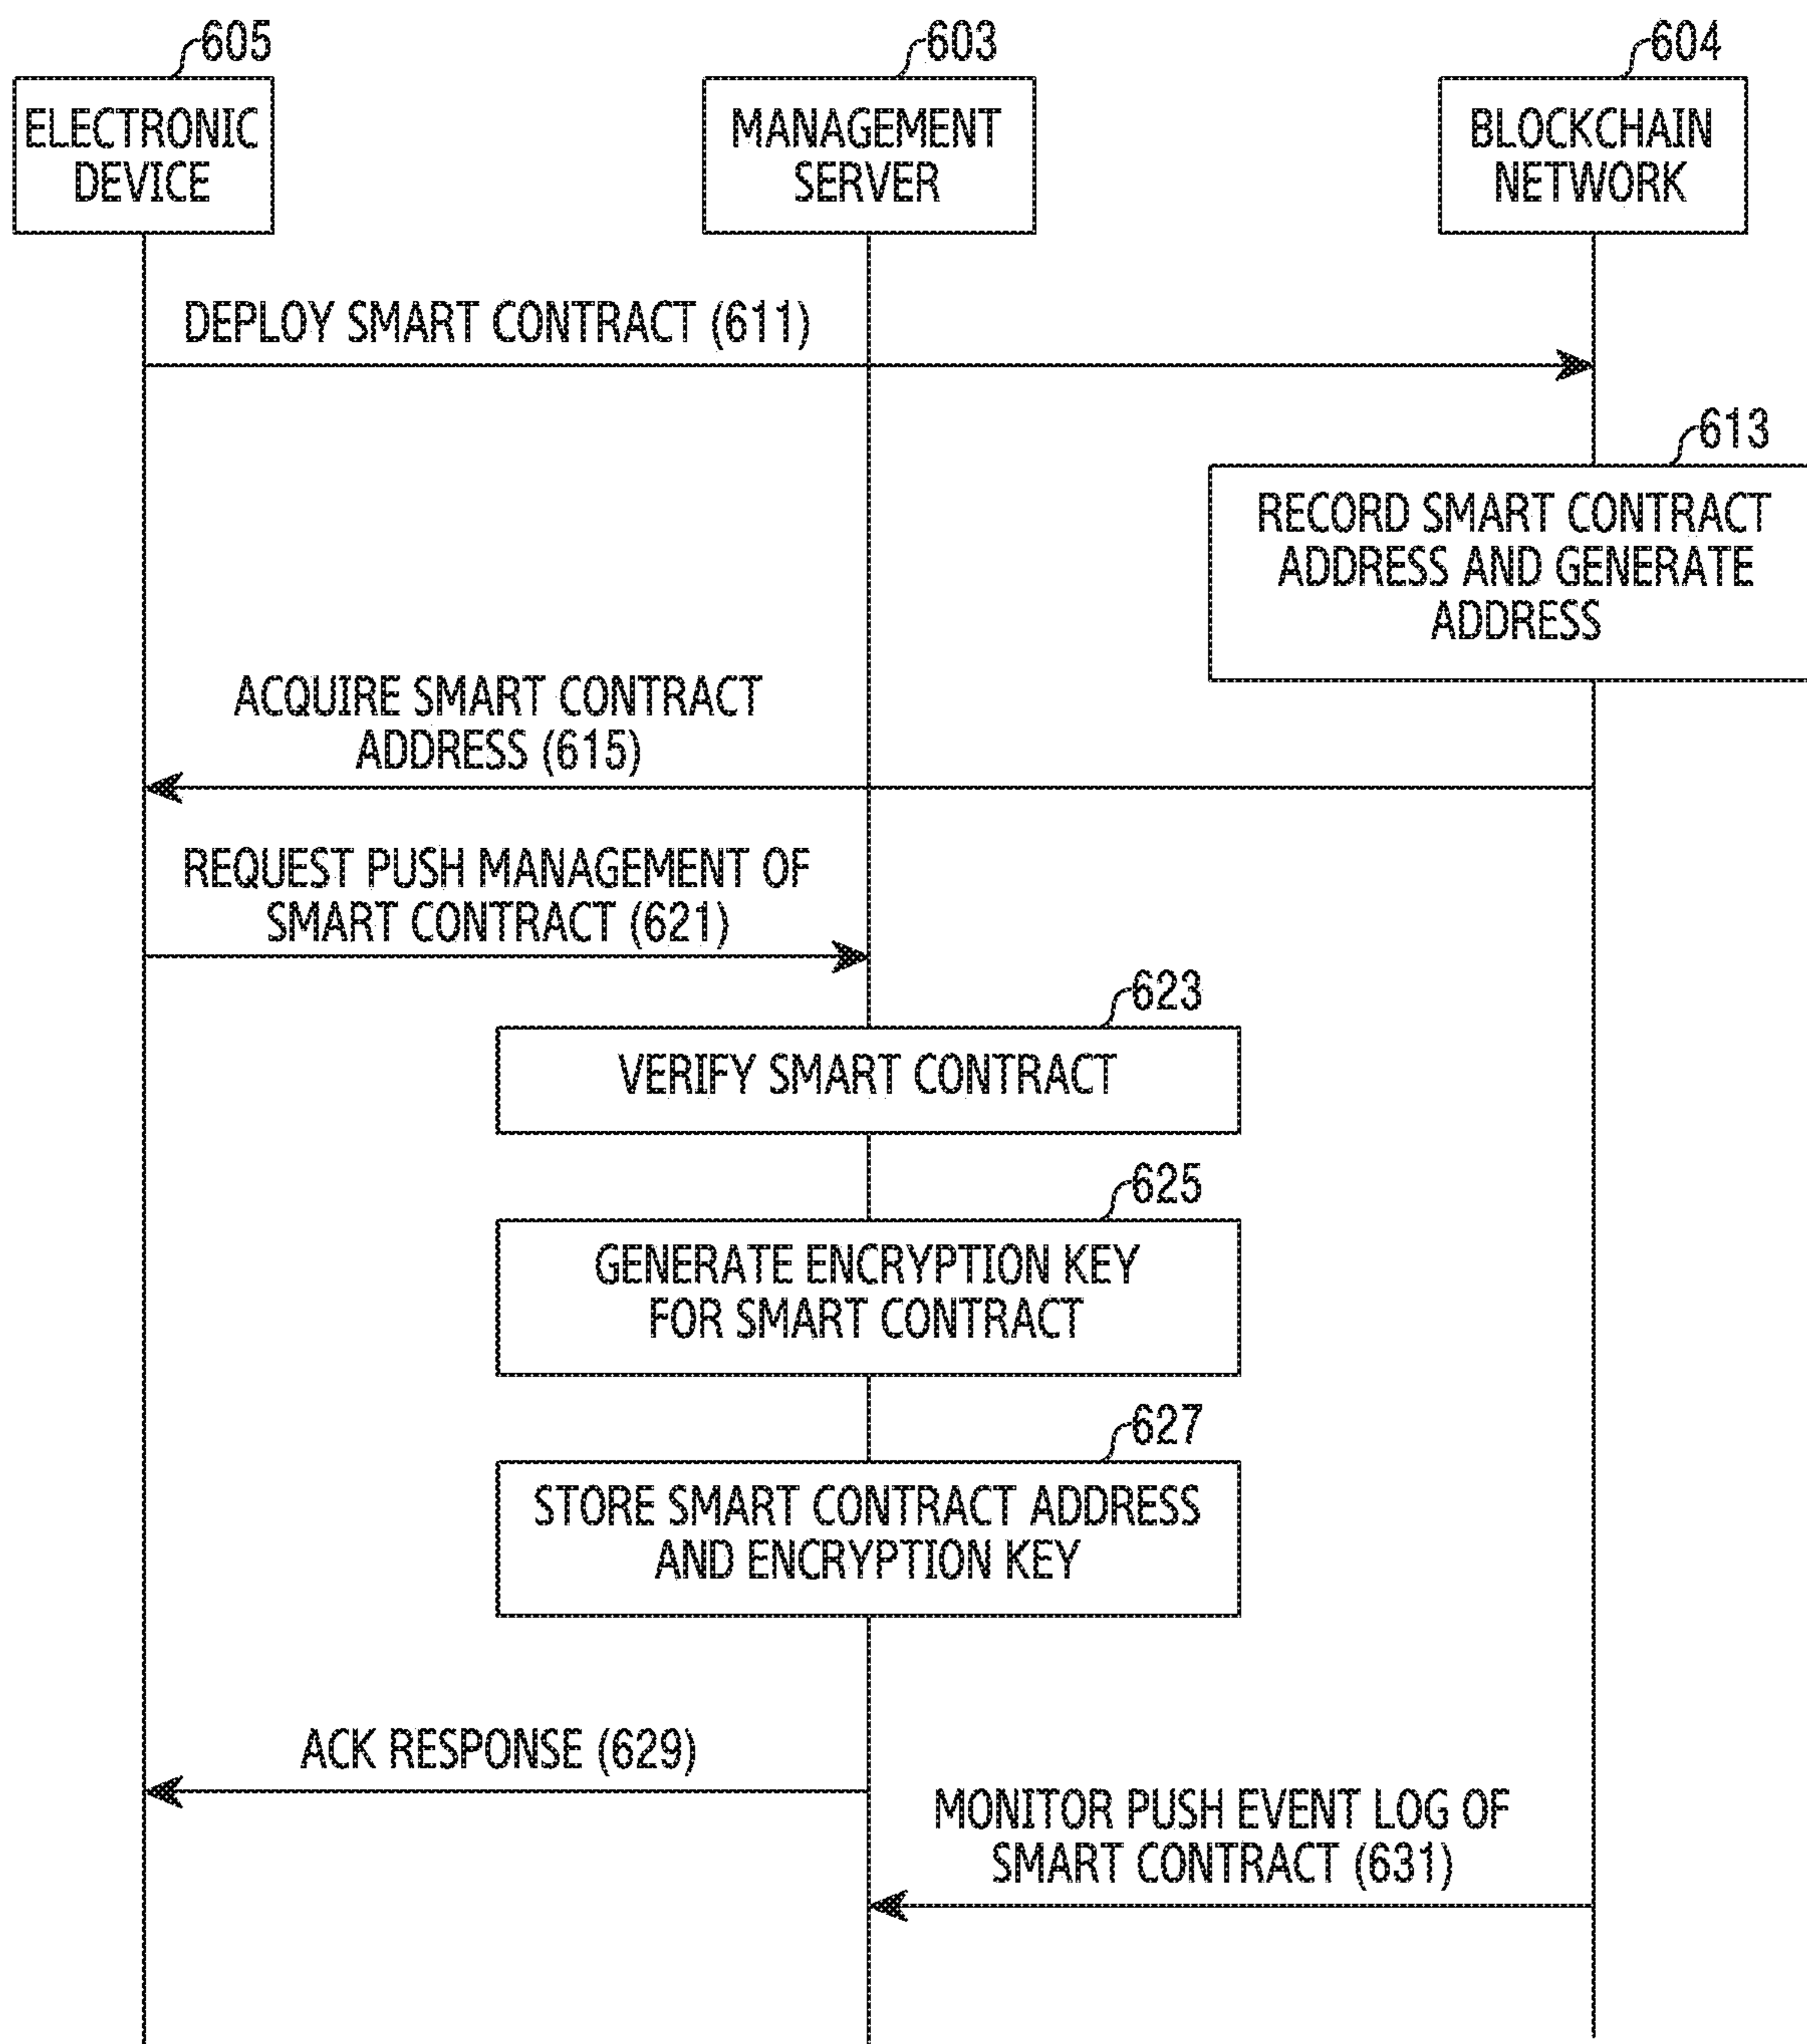 605
603
604
ELECTRONIC
DEVICE
MANAGEMENT
SERVER
BLOCKCHAIN
NETWORK
DEPLOY SMART CONTRACT (611)
613
RECORD SMART CONTRACT
ADDRESS AND GENERATE
ADDRESS
ACQUIRE SMART CONTRACT
ADDRESS (615)
REQUEST PUSH MANAGEMENT OF
SMART CONTRACT (621)
623
VERIFY SMART CONTRACT
625
GENERATE ENCRYPTION KEY
FOR SMART CONTRACT
627
STORE SMART CONTRACT ADDRESS
AND ENCRYPTION KEY
ACK RESPONSE (629)
MONITOR PUSH EVENT LOG OF
SMART CONTRACT (631)